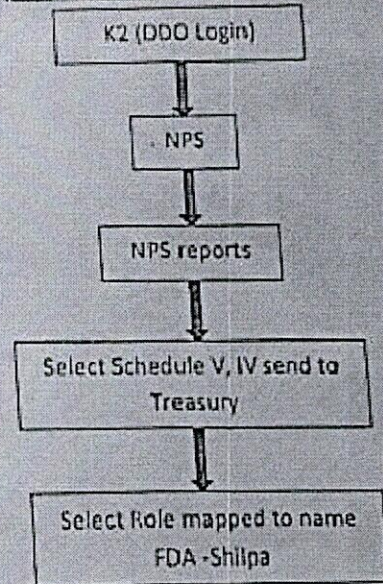 K2 (DDO Login)
NPS
NPS reports
Select Schedule V, IV send to
Treasury
Select Role mapped to name
FDA -Shilpa